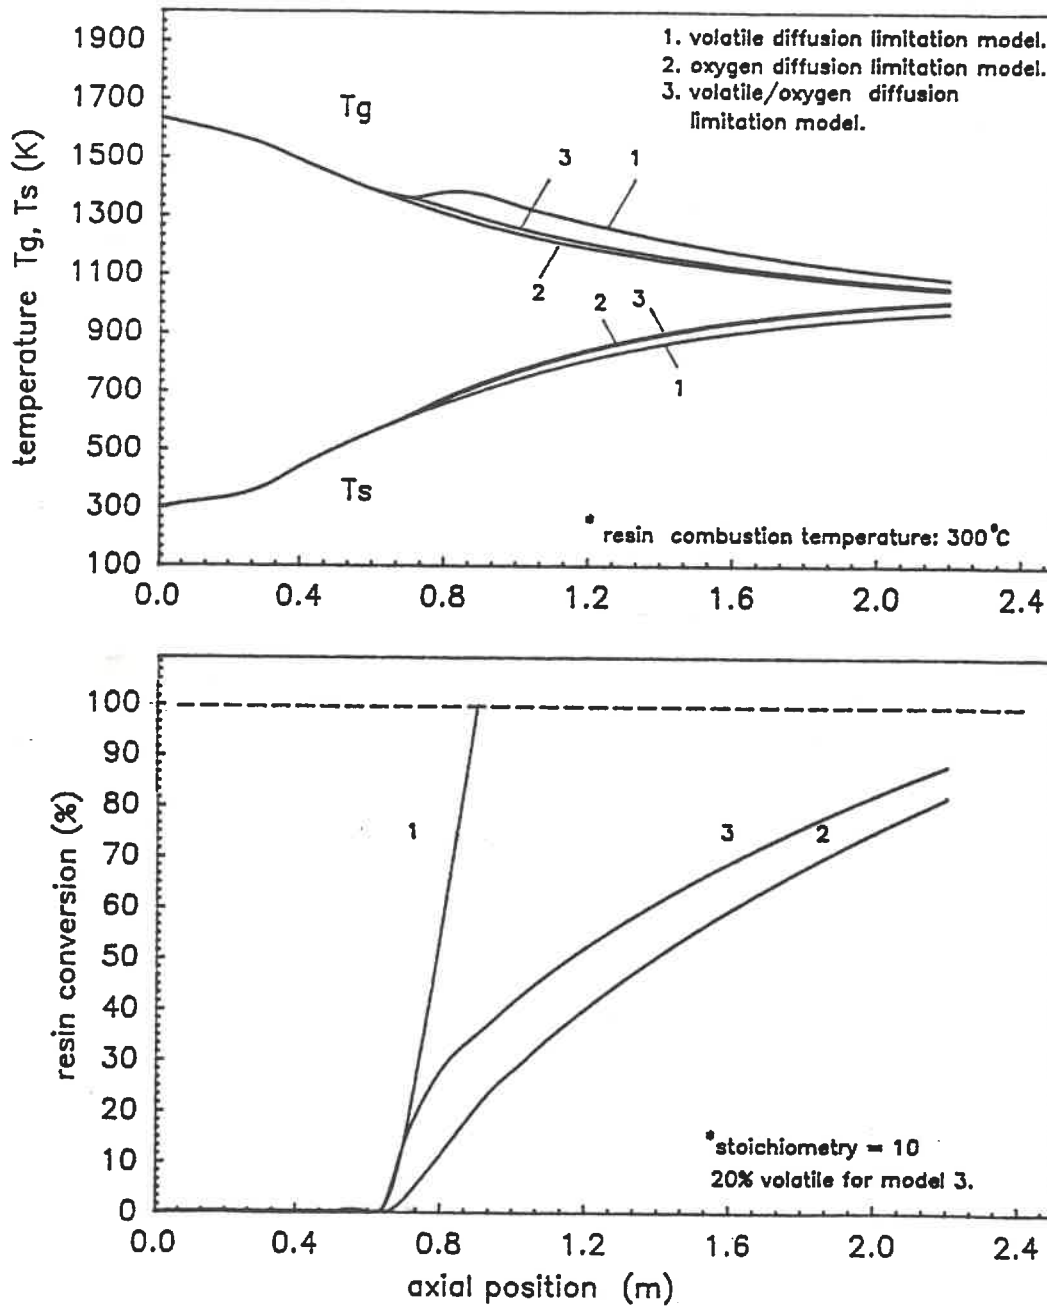 1900
1700
1500
1300
1100
900
700
500
300
100
temperature Tg, Ts (K)
1. volatile diffusion limitation model.
2. oxygen diffusion limitation model.
3. volatile/oxygen diffusion
limitation model.
Tg
3
1
2
2
3
1
Ts
* resin combustion temperature: 300°C
0.0 0.4 0.8 1.2 1.6 2.0 2.4
100
90
80
70
60
50
40
30
20
10
0
resin conversion (%)
1
3
2
*stoichiometry = 10
20% volatile for model 3.
0.0 0.4 0.8 1.2 1.6 2.0 2.4
axial position (m)